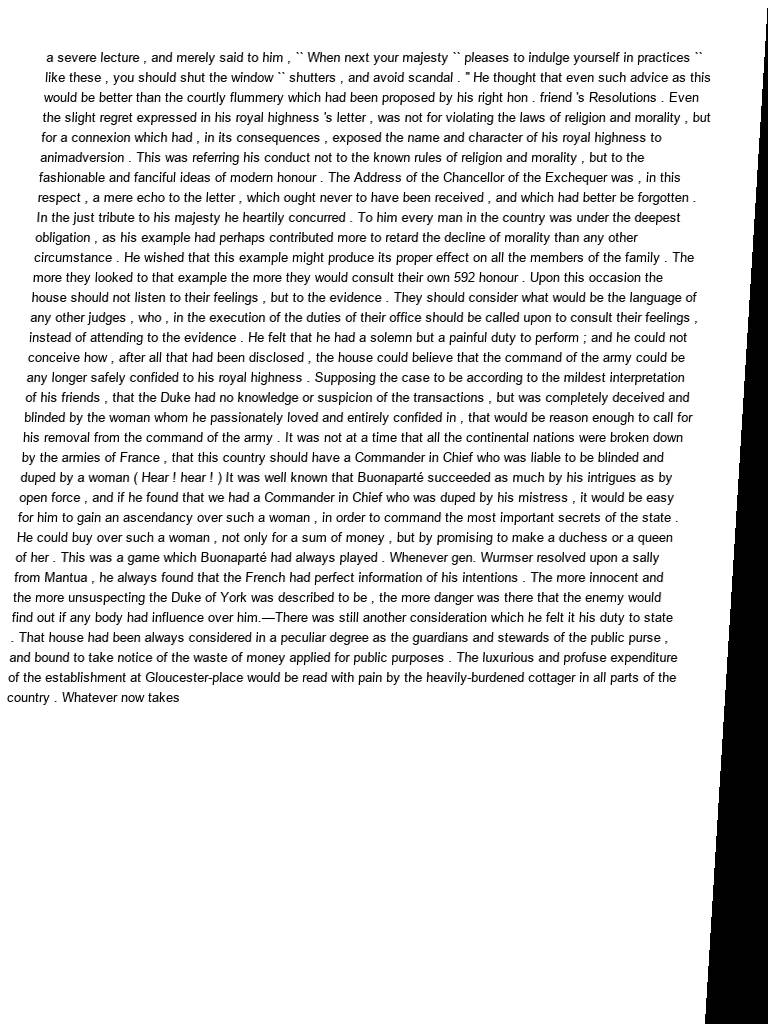 a severe lecture , and merely said to him , `` When next your majesty `` pleases to indulge yourself in practices ``
like these , you should shut the window `` shutters , and avoid scandal . " He thought that even such advice as this
would be better than the courtly flummery which had been proposed by his right hon . friend 's Resolutions . Even
the slight regret expressed in his royal highness 's letter , was not for violating the laws of religion and morality , but
for a connexion which had , in its consequences , exposed the name and character of his royal highness to
animadversion . This was referring his conduct not to the known rules of religion and morality , but to the
fashionable and fanciful ideas of modern honour . The Address of the Chancellor of the Exchequer was , in this
respect , a mere echo to the letter , which ought never to have been received , and which had better be forgotten .
In the just tribute to his majesty he heartily concurred . To him every man in the country was under the deepest
obligation , as his example had perhaps contributed more to retard the decline of morality than any other
circumstance . He wished that this example might produce its proper effect on all the members of the family . The
more they looked to that example the more they would consult their own 592 honour . Upon this occasion the
house should not listen to their feelings , but to the evidence . They should consider what would be the language of
any other judges , who , in the execution of the duties of their office should be called upon to consult their feelings ,
instead of attending to the evidence . He felt that he had a solemn but a painful duty to perform ; and he could not
conceive how , after all that had been disclosed , the house could believe that the command of the army could be
any longer safely confided to his royal highness . Supposing the case to be according to the mildest interpretation
of his friends , that the Duke had no knowledge or suspicion of the transactions , but was completely deceived and
blinded by the woman whom he passionately loved and entirely confided in , that would be reason enough to call for
his removal from the command of the army . It was not at a time that all the continental nations were broken down
by the armies of France , that this country should have a Commander in Chief who was liable to be blinded and
duped by a woman ( Hear ! hear ! ) It was well known that Buonaparté succeeded as much by his intrigues as by
open force , and if he found that we had a Commander in Chief who was duped by his mistress , it would be easy
for him to gain an ascendancy over such a woman , in order to command the most important secrets of the state .
He could buy over such a woman , not only for a sum of money , but by promising to make a duchess or a queen
of her . This was a game which Buonaparté had always played . Whenever gen. Wurmser resolved upon a sally
from Mantua , he always found that the French had perfect information of his intentions . The more innocent and
the more unsuspecting the Duke of York was described to be , the more danger was there that the enemy would
find out if any body had influence over him.—There was still another consideration which he felt it his duty to state
. That house had been always considered in a peculiar degree as the guardians and stewards of the public purse ,
and bound to take notice of the waste of money applied for public purposes . The luxurious and profuse expenditure
of the establishment at Gloucester-place would be read with pain by the heavily-burdened cottager in all parts of the
country . Whatever now takes